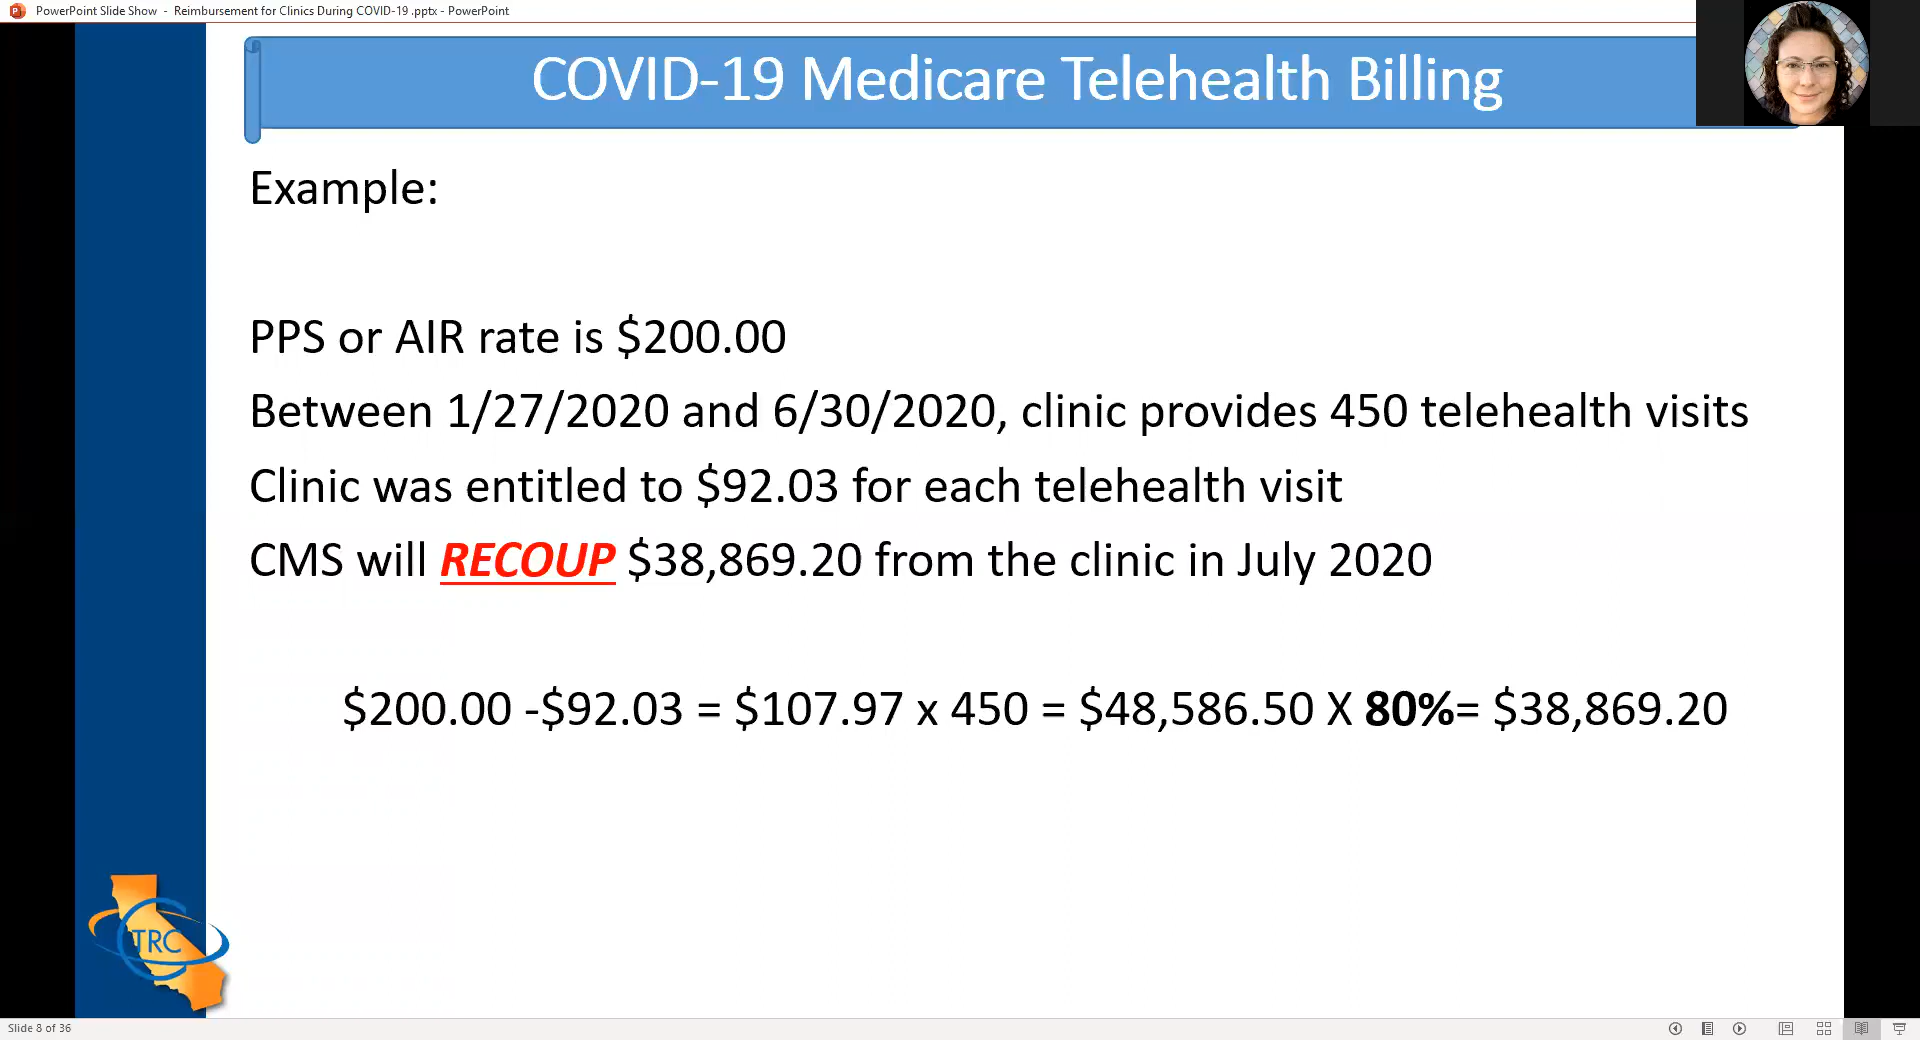 PowerPoint Slide Show - Reimbursement for Clinics During COVID-19 .pptx - PowerPoint
COVID-19 Medicare Telehealth Billing
Example:
PPS or AIR rate is $200.00
Between 1/27/2020 and 6/30/2020, clinic provides 450 telehealth visits
Clinic was entitled to $92.03 for each telehealth visit
CMS will RECOUP $38,869.20 from the clinic in July 2020
$200.00 -$92.03 = $107.97 x 450 = $48,586.50 X 80%= $38,869.20
CTRC
Slide 8 of 36